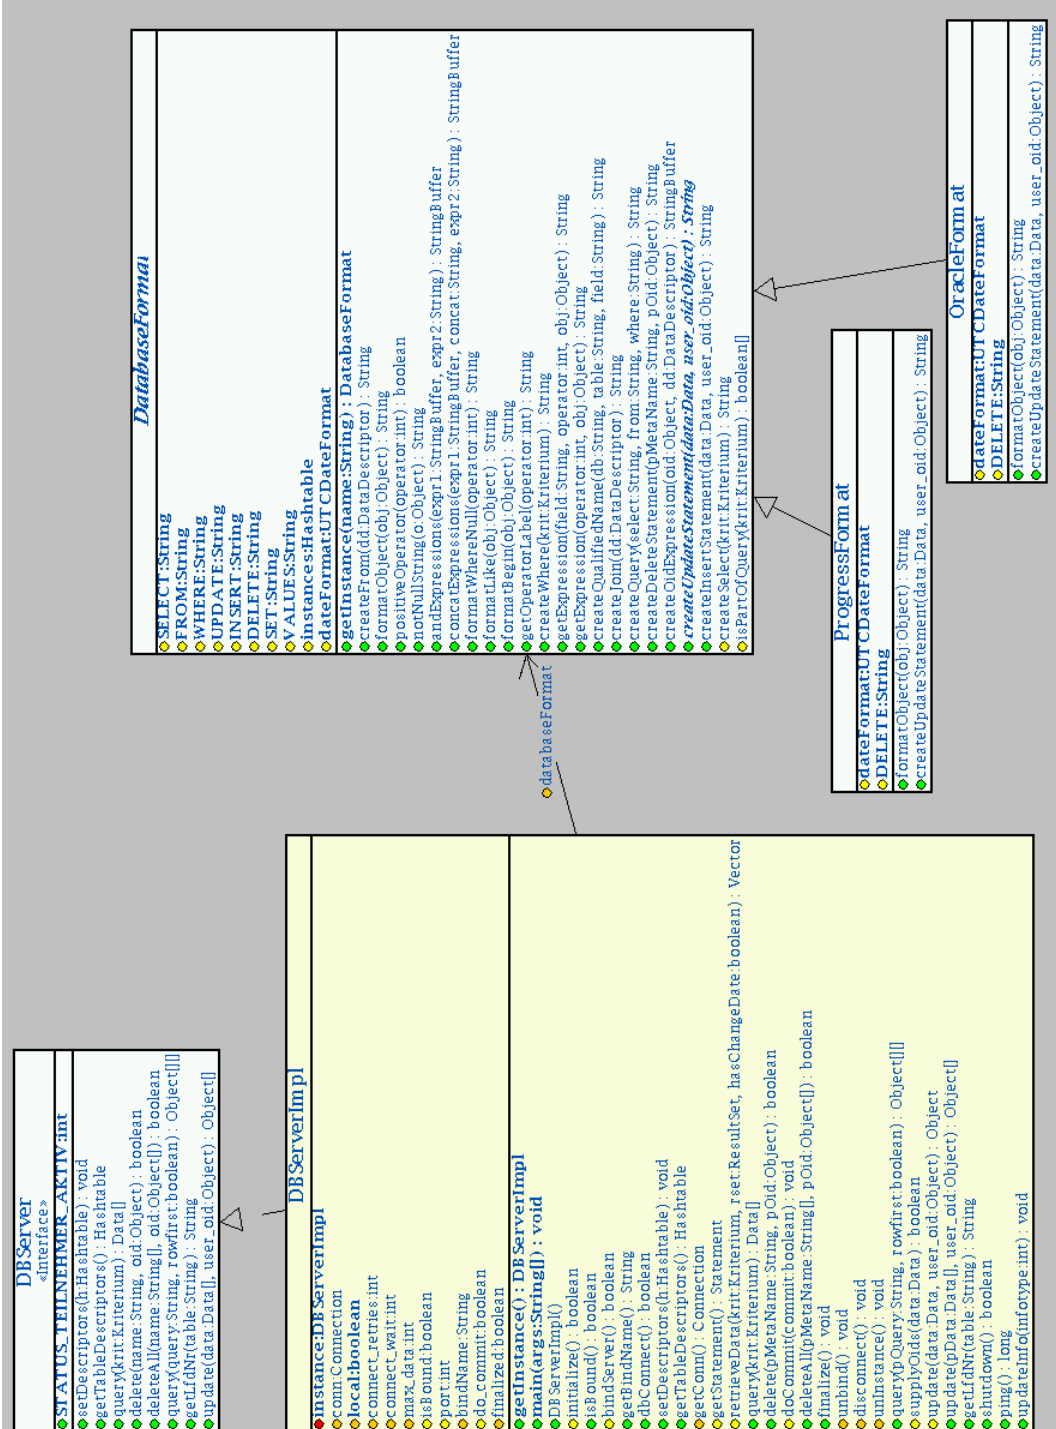 DBServer
«Interface»
STATUS_TEILNEHMER_AKTIV:int
setDescriptors(h:Hashtable) : void
getTableDescriptors() : Hashtable
query(krit:Kriterium) : Data[]
delete(name:String, oid:Object) : boolean
deleteAll(name:String[], oid:Object[]) : boolean
query(query:String, rowfirst:boolean) : Object[][]
getLfdNr(table:String) : String
update(data:Data[], user_oid:Object) : Object[]
DBServerImpl
instance:DBServerImpl
conn:Connection
local:boolean
connect_retries:int
connect_wait:int
max_data:int
isBound:boolean
port:int
bindName:String
do_commit:boolean
finalized:boolean
getInstance() : DBServerImpl
main(args:String[]) : void
DBServerImpl()
initialize() : boolean
isBound() : boolean
bindServer() : boolean
getBindName() : String
dbConnect() : boolean
setDescriptors(h:Hashtable) : void
getTableDescriptors() : Hashtable
getConn() : Connection
getStatement() : Statement
retrieveData(krit:Kriterium, rset:ResultSet, hasChangeDate:boolean) : Vector
query(krit:Kriterium) : Data[]
delete(pMetaName:String, pOid:Object) : boolean
doCommit(commit:boolean) : void
deleteAll(pMetaName:String[], pOid:Object[]) : boolean
finalize() : void
unbind() : void
disconnect() : void
unInstance() : void
query(pQuery:String, rowfirst:boolean) : Object[][]
supplyOids(data:Data) : boolean
update(data:Data, user_oid:Object) : Object
update(pData:Data[], user_oid:Object) : Object[]
getLfdNr(table:String) : String
shutdown() : boolean
ping() : long
updateInfo(infotype:int) : void
databaseFormat
DatabaseFormat
SELECT:String
FROM:String
WHERE:String
UPDATE:String
INSERT:String
DELETE:String
SET:String
VALUES:String
instances:Hashtable
dateFormat:UTCDateFormat
getInstance(name:String) : DatabaseFormat
createFrom(dd:DataDescriptor) : String
formatObject(obj:Object) : String
positiveOperator(operator:int) : boolean
notNullString(o:Object) : String
andExpressions(expr1:StringBuffer, expr2:String) : StringBuffer
concatExpressions(expr1:StringBuffer, concat:String, expr2:String) : StringBuffer
formatWhereNull(operator:int) : String
formatLike(obj:Object) : String
formatBegin(obj:Object) : String
getOperatorLabel(operator:int) : String
createWhere(krit:Kriterium) : String
getExpression(field:String, operator:int, obj:Object) : String
getExpression(operator:int, obj:Object) : String
createQualifiedName(db:String, table:String, field:String) : String
createJoin(dd:DataDescriptor) : String
createQuery(select:String, from:String, where:String) : String
createDeleteStatement(pMetaName:String, pOid:Object) : String
createOidExpression(oid:Object, dd:DataDescriptor) : StringBuffer
createUpdateStatement(data:Data, user_oid:Object) : String
createInsertStatement(data:Data, user_oid:Object) : String
createSelect(krit:Kriterium) : String
isPartOfQuery(krit:Kriterium) : boolean[]
ProgressFormat
dateFormat:UTCDateFormat
DELETE:String
formatObject(obj:Object) : String
createUpdateStatement(data:Data, user_oid:Object) : String
OracleFormat
dateFormat:UTCDateFormat
DELETE:String
formatObject(obj:Object) : String
createUpdateStatement(data:Data, user_oid:Object) : String